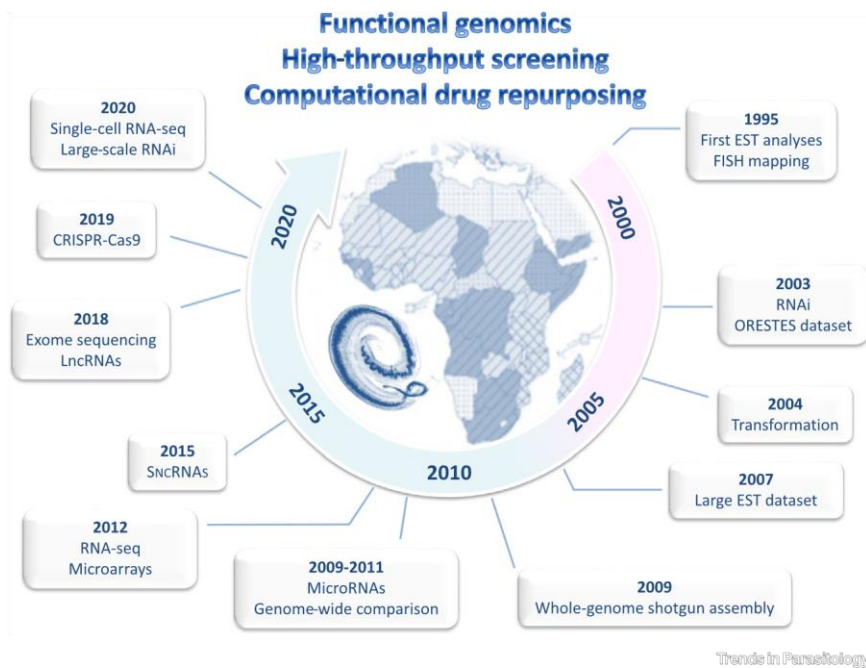 Functional genomics
High-throughput screening
Computational drug repurposing
1995
First EST analyses
FISH mapping
2003
RNAi
ORESTES dataset
2004
Transformation
2007
Large EST dataset
2009
Whole-genome shotgun assembly
2009-2011
MicroRNAs
Genome-wide comparison
2012
RNA-seq
Microarrays
2015
SNCRNAs
2018
Exome sequencing
LncRNAs
2019
CRISPR-Cas9
2020
Single-cell RNA-seq
Large-scale RNAi
2000
2005
2010
2015
2020
Trends in Parasitology